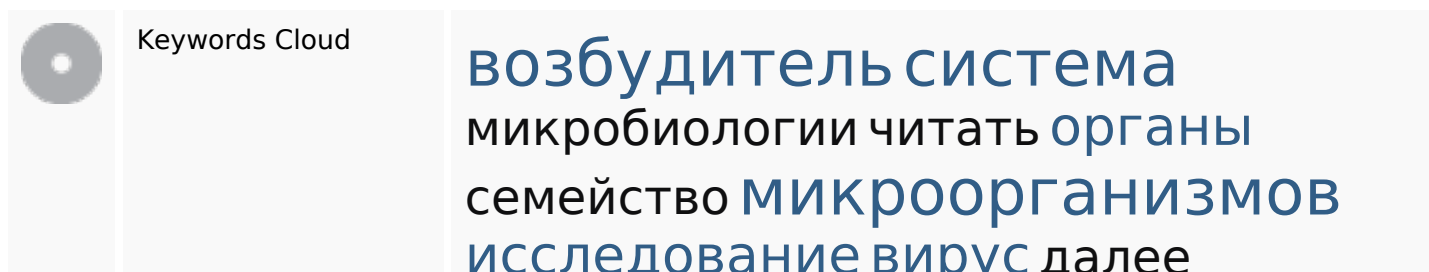 Keywords Cloud
возбудитель система
микробиологии читать органы
семейство микроорганизмов
исследование вирус далее